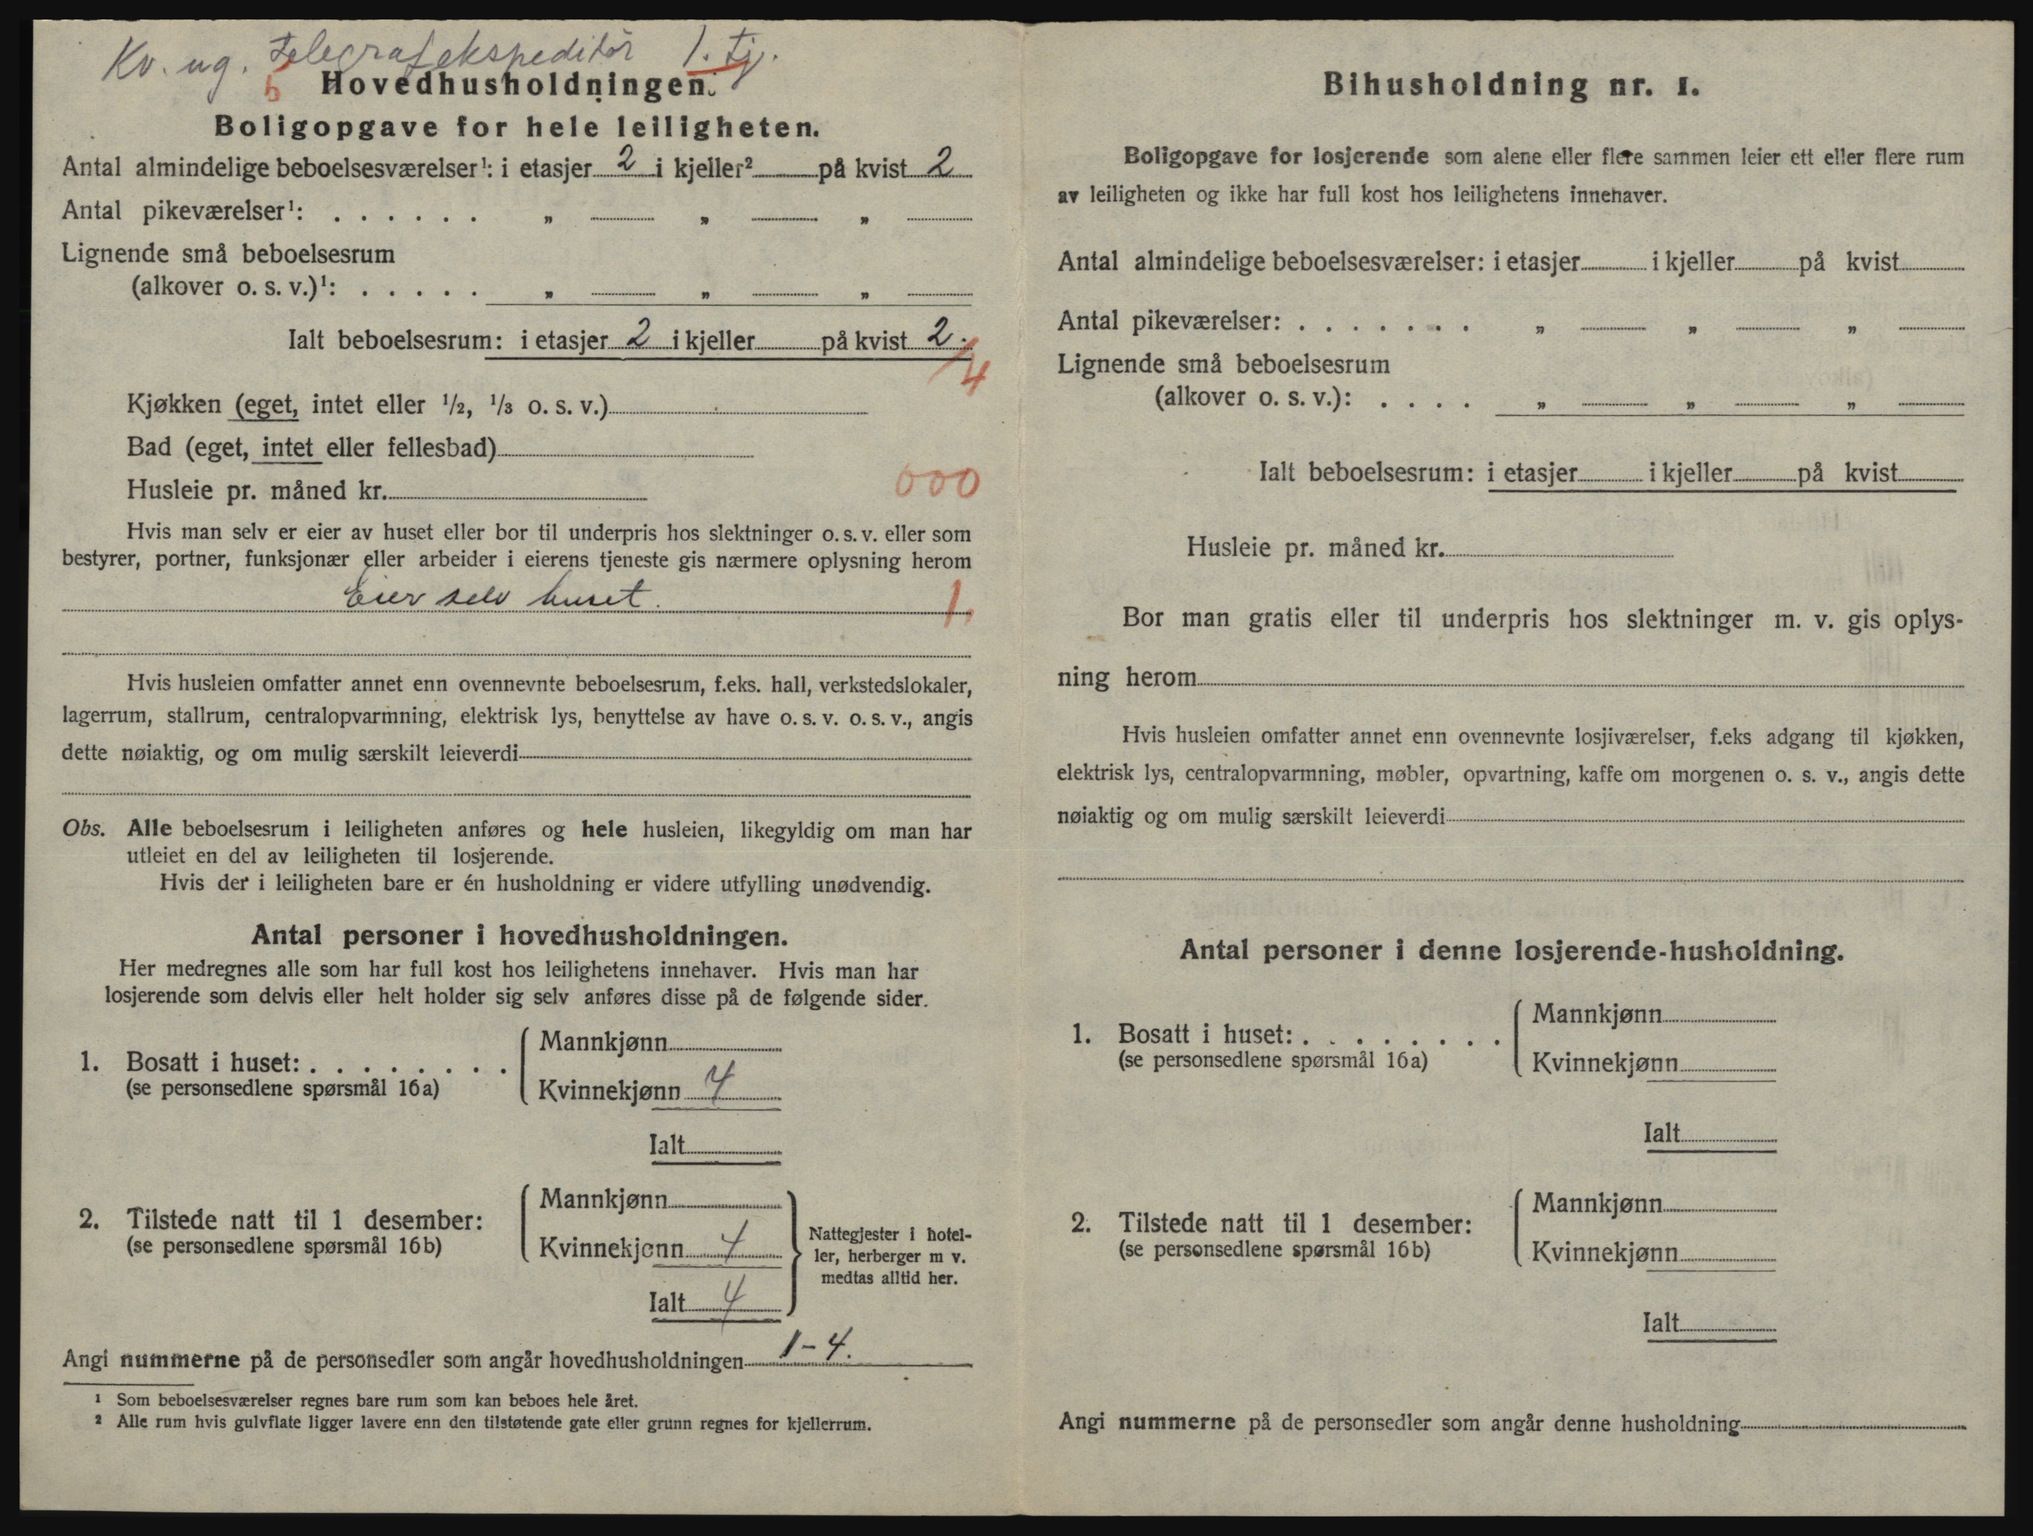 Kv. ug. telegrafekspeditør 1. tj.
b Hovedhusholdningen.
Boligopgave for hele leiligheten.
Antal almindelige beboelsesværelser¹: i etasjer 2 i kjeller² på kvist 2
Antal pikeværelser¹: . . . . . . „ „ „
Lignende små beboelsesrum
(alkover o. s. v.)¹: . . . . . „ „ „
Ialt beboelsesrum: i etasjer 2 i kjeller på kvist 2.
/4
Kjøkken (eget, intet eller 1/2, 1/3 o. s. v.)
Bad (eget, intet eller fellesbad)
000
Husleie pr. måned kr.
Hvis man selv er eier av huset eller bor til underpris hos slektninger o. s. v. eller som
bestyrer, portner, funksjonær eller arbeider i eierens tjeneste gis nærmere oplysning herom
Eier selv huset. 1.
Hvis husleien omfatter annet enn ovennevnte beboelsesrum, f.eks. hall, verkstedslokaler,
lagerrum, stallrum, centralopvarmning, elektrisk lys, benyttelse av have o. s. v. o. s. v., angis
dette nøiaktig, og om mulig særskilt leieverdi
Obs. Alle beboelsesrum i leiligheten anføres og hele husleien, likegyldig om man har
utleiet en del av leiligheten til losjerende.
Hvis der i leiligheten bare er én husholdning er videre utfylling unødvendig.
Antal personer i hovedhusholdningen.
Her medregnes alle som har full kost hos leilighetens innehaver. Hvis man har
losjerende som delvis eller helt holder sig selv anføres disse på de følgende sider.
Mannkjønn
1. Bosatt i huset: . . . . . . . .
(se personsedlene spørsmål 16 a)
Kvinnekjønn 4
Ialt
Mannkjønn
2. Tilstede natt til 1 desember:
(se personsedlene spørsmål 16 b)
Kvinnekjønn 4
Ialt 4
Nattegjester i hotel-
ler, herberger m v.
medtas alltid her.
Angi nummerne på de personsedler som angår hovedhusholdningen 1-4.
¹ Som beboelsesværelser regnes bare rum som kan beboes hele året.
² Alle rum hvis gulvflate ligger lavere enn den tilstøtende gate eller grunn regnes for kjellerrum.
Bihusholdning nr. 1.
Boligopgave for losjerende som alene eller flere sammen leier ett eller flere rum
av leiligheten og ikke har full kost hos leilighetens innehaver.
Antal almindelige beboelsesværelser: i etasjer i kjeller på kvist
Antal pikeværelser: . . . . . . . „ „ „
Lignende små beboelsesrum
(alkover o. s. v.): . . . . „ „ „
Ialt beboelsesrum: i etasjer i kjeller på kvist
Husleie pr. måned kr.
Bor man gratis eller til underpris hos slektninger m. v. gis oplys-
ning herom
Hvis husleien omfatter annet enn ovennevnte losjiværelser, f.eks adgang til kjøkken,
elektrisk lys, centralopvarmning, møbler, opvartning, kaffe om morgenen o. s. v., angis dette
nøiaktig og om mulig særskilt leieverdi
Antal personer i denne losjerende-husholdning.
Mannkjønn
1. Bosatt i huset: . . . . . . . .
(se personsedlene spørsmål 16 a)
Kvinnekjønn
Ialt
Mannkjønn
2. Tilstede natt til 1 desember:
(se personsedlene spørsmål 16 b)
Kvinnekjønn
Ialt
Angi nummerne på de personsedler som angår denne husholdning